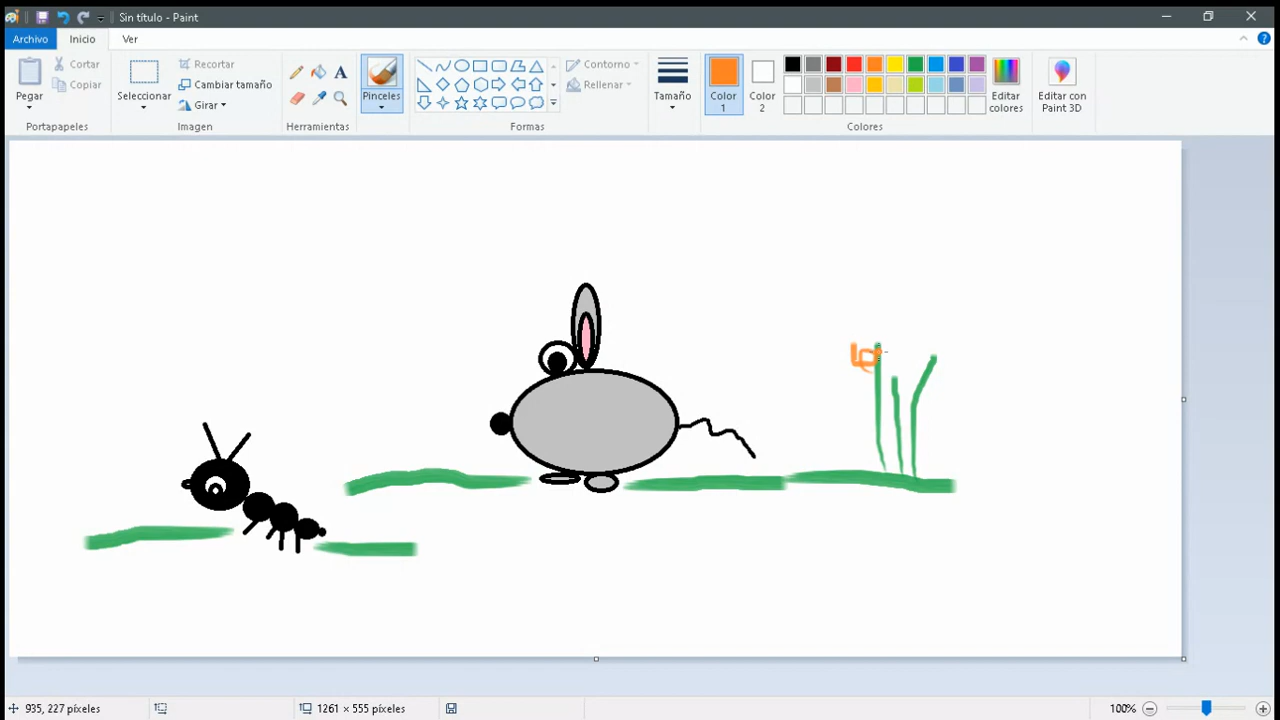 Sin título - Paint
Archivo Inicio Ver
Pegar
Cortar
Copiar
Portapapeles
Seleccionar
Recortar
Cambiar tamaño
Girar
Imagen
A
Herramientas
Pinceles
Contorno
Rellenar
Formas
Tamaño
Color
1
Color
2
Editar
colores
Colores
Editar con
Paint 3D
935, 227 píxeles
1261 × 555 píxeles
100%